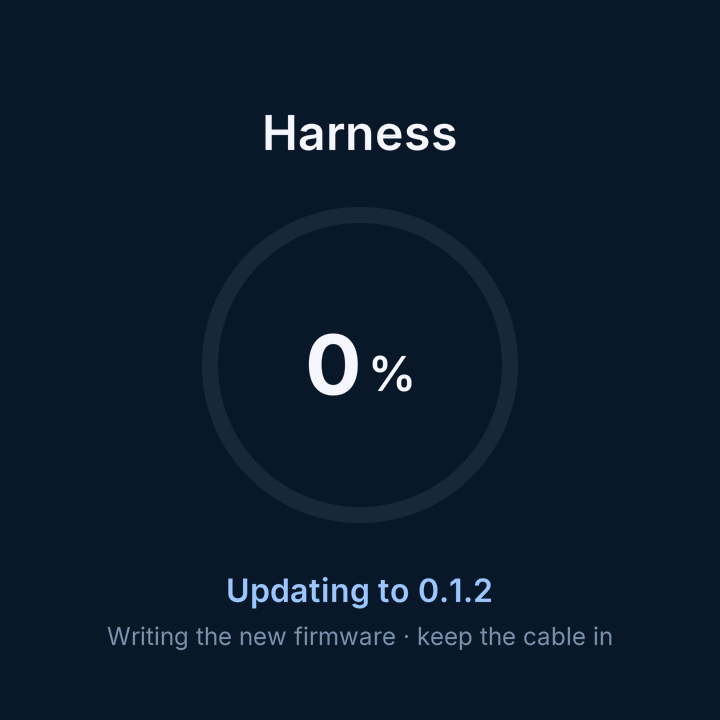 Harness
0 %
Updating to 0.1.2
Writing the new firmware · keep the cable in